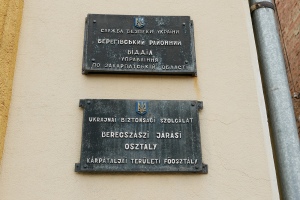 СЛУЖБА БЕЗПЕКИ УКРАЇНИ
БЕРЕГІВСЬКИЙ РАЙОННИЙ
ВІДДІЛ
УПРАВЛІННЯ
ПО ЗАКАРПАТСЬКІЙ ОБЛАСТІ
UKRAJNAI BIZTONSÁGI SZOLGÁLAT
BEREGSZÁSZI JÁRÁSI
OSZTÁLY
KÁRPÁTALJAI TERÜLETI FŐOSZTÁLY